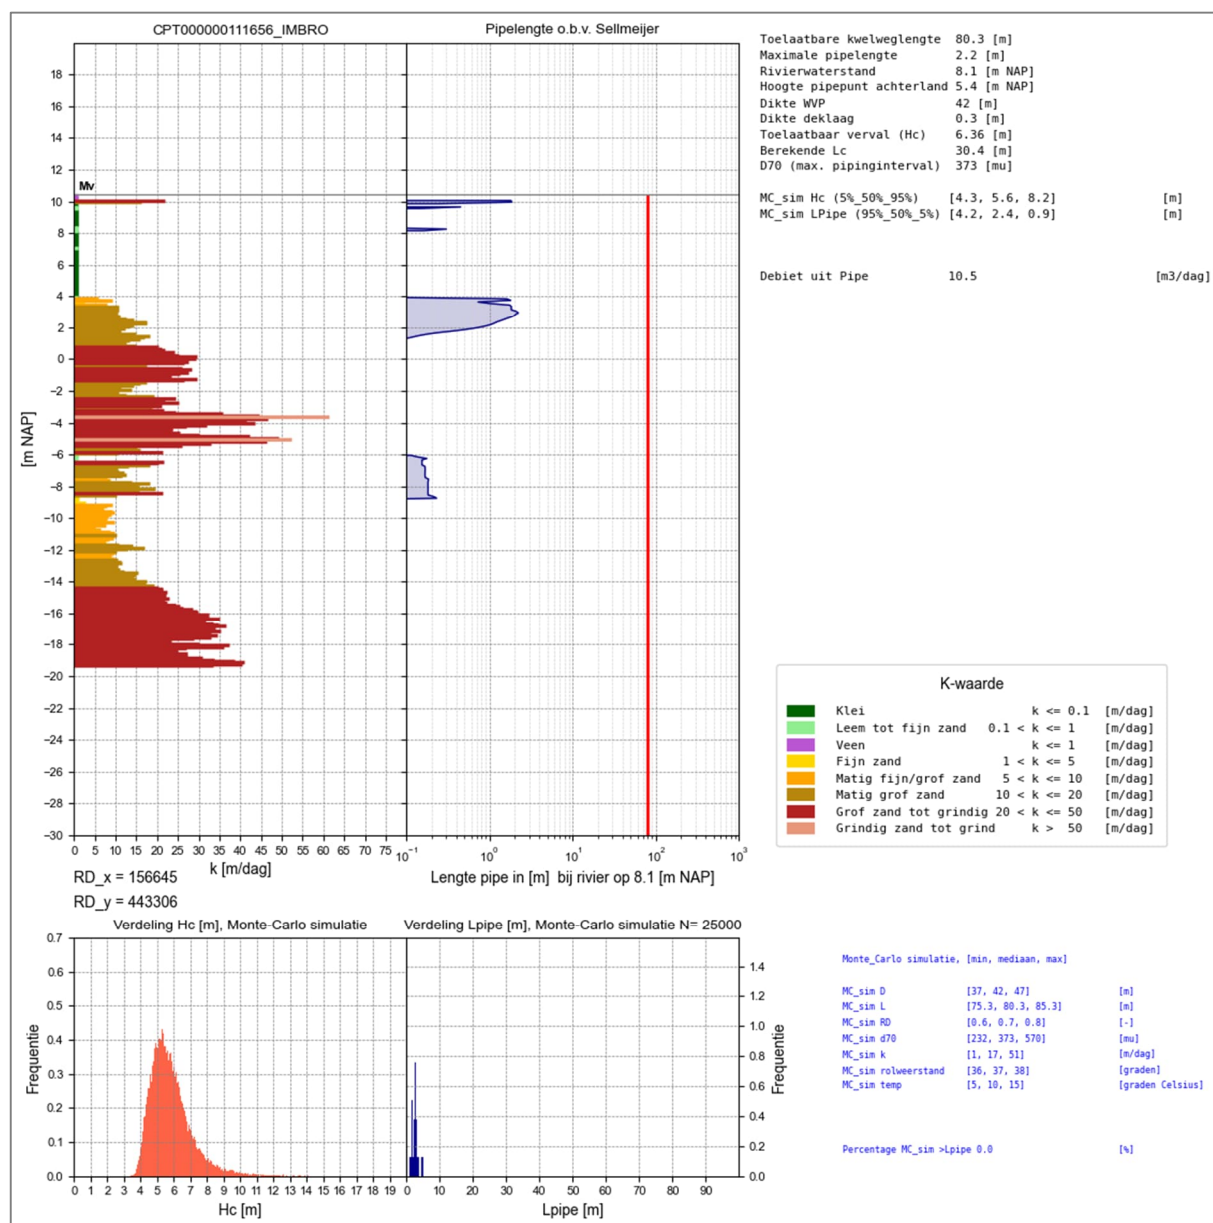 CPT000000111656_IMBRO
Pipelengte o.b.v. Sellmeijer
18
16
14
12
10
8
6
4
2
0
−2
−4
−6
−8
−10
−12
−14
−16
−18
−20
−22
−24
−26
−28
−30
[m NAP]
Mv
0 5 10 15 20 25 30 35 40 45 50 55 60 65 70 75
k [m/dag]
10⁻¹ 10⁰ 10¹ 10² 10³
Lengte pipe in [m] bij rivier op 8.1 [m NAP]
RD_x = 156645
RD_y = 443306
Toelaatbare kwelweglengte 80.3 [m]
Maximale pipelengte 2.2 [m]
Rivierwaterstand 8.1 [m NAP]
Hoogte pipepunt achterland 5.4 [m NAP]
Dikte WVP 42 [m]
Dikte deklaag 0.3 [m]
Toelaatbaar verval (Hc) 6.36 [m]
Berekende Lc 30.4 [m]
D70 (max. pipinginterval) 373 [mu]
MC_sim Hc (5%_50%_95%) [4.3, 5.6, 8.2] [m]
MC_sim LPipe (95%_50%_5%) [4.2, 2.4, 0.9] [m]
Debiet uit Pipe 10.5 [m3/dag]
K-waarde
Klei k <= 0.1 [m/dag]
Leem tot fijn zand 0.1 < k <= 1 [m/dag]
Veen k <= 1 [m/dag]
Fijn zand 1 < k <= 5 [m/dag]
Matig fijn/grof zand 5 < k <= 10 [m/dag]
Matig grof zand 10 < k <= 20 [m/dag]
Grof zand tot grindig 20 < k <= 50 [m/dag]
Grindig zand tot grind k > 50 [m/dag]
Verdeling Hc [m], Monte-Carlo simulatie
0.7
0.6
0.5
0.4
0.3
0.2
0.1
0.0
Frequentie
0 1 2 3 4 5 6 7 8 9 10 11 12 13 14 15 16 17 18 19
Hc [m]
Verdeling Lpipe [m], Monte-Carlo simulatie N= 25000
1.4
1.2
1.0
0.8
0.6
0.4
0.2
0.0
Frequentie
0 10 20 30 40 50 60 70 80 90
Lpipe [m]
Monte_Carlo simulatie, [min, mediaan, max]
MC_sim D [37, 42, 47] [m]
MC_sim L [75.3, 80.3, 85.3] [m]
MC_sim RD [0.6, 0.7, 0.8] [-]
MC_sim d70 [232, 373, 570] [mu]
MC_sim k [1, 17, 51] [m/dag]
MC_sim rolweerstand [36, 37, 38] [graden]
MC_sim temp [5, 10, 15] [graden Celsius]
Percentage MC_sim >Lpipe 0.0 [%]